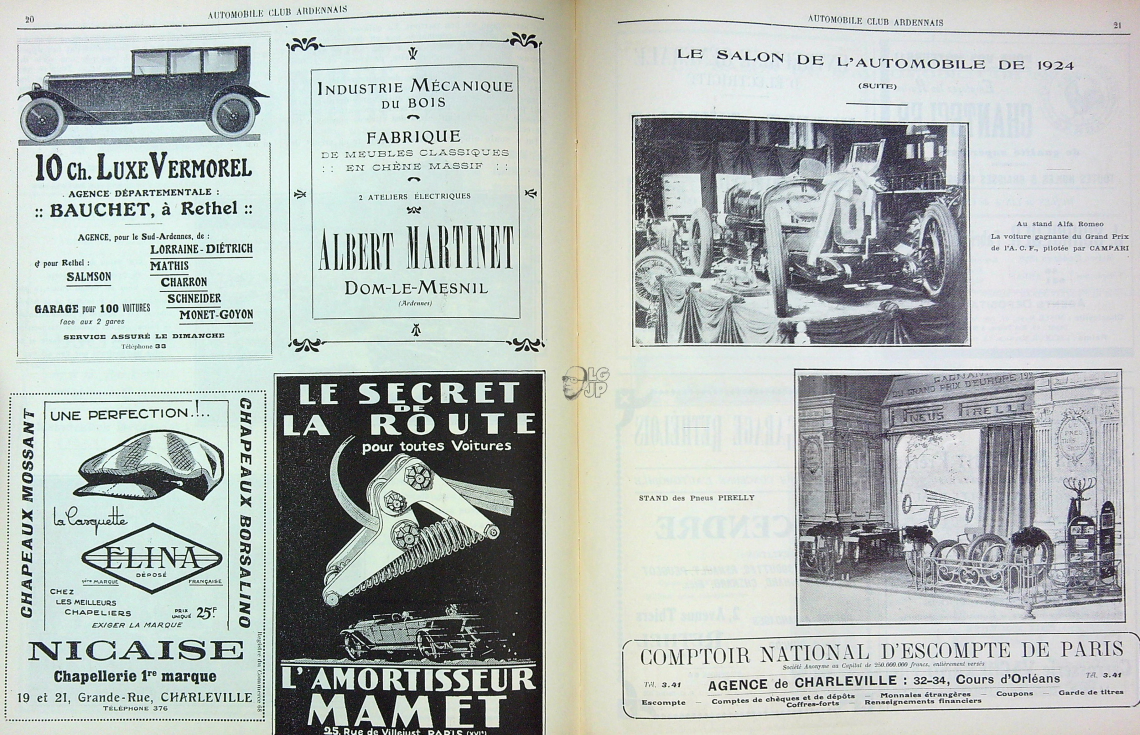 20
AUTOMOBILE CLUB ARDENNAIS
10 Ch. LUXE VERMOREL
AGENCE DÉPARTEMENTALE :
:: BAUCHET, à Rethel ::
AGENCE, pour le Sud-Ardennes, de :
LORRAINE-DIÉTRICH
& pour Rethel :
MATHIS
SALMSON
CHARRON
SCHNEIDER
GARAGE pour 100 VOITURES
MONET-GOYON
face aux 2 gares
SERVICE ASSURÉ LE DIMANCHE
Téléphone 33
INDUSTRIE MÉCANIQUE
DU BOIS
FABRIQUE
DE MEUBLES CLASSIQUES
:: EN CHÊNE MASSIF ::
2 ATELIERS ÉLECTRIQUES
ALBERT MARTINET
DOM-LE-MESNIL
(Ardennes)
CHAPEAUX MOSSANT
UNE PERFECTION.!..
la Casquette
ÉLINA
DÉPOSÉ
1ère MARQUE
FRANÇAISE
CHEZ
LES MEILLEURS
CHAPELIERS
PRIX
UNIQUE 25F.
EXIGER LA MARQUE
CHAPEAUX BORSALINO
NICAISE
Chapellerie 1re marque
19 et 21, Grande-Rue, CHARLEVILLE
TÉLÉPHONE 376
LE SECRET
DE
LA ROUTE
pour toutes Voitures
L'AMORTISSEUR
MAMET
25, Rue de Villejust, PARIS (XVIe)
LGJP
AUTOMOBILE CLUB ARDENNAIS
21
LE SALON DE L'AUTOMOBILE DE 1924
(SUITE)
Au stand Alfa Romeo
La voiture gagnante du Grand Prix
de l'A. C. F., pilotée par CAMPARI
GRAND PRIX D'EUROPE
PNEUS PIRELLI
STAND des Pneus PIRELLY
COMPTOIR NATIONAL D'ESCOMPTE DE PARIS
Société Anonyme au Capital de 250.000.000 francs, entièrement versés
Tél. 3.41
AGENCE de CHARLEVILLE : 32-34, Cours d'Orléans
Tél. 3.41
Escompte — Comptes de chèques et de dépôts — Monnaies étrangères — Coupons — Garde de titres
Coffres-forts — Renseignements financiers